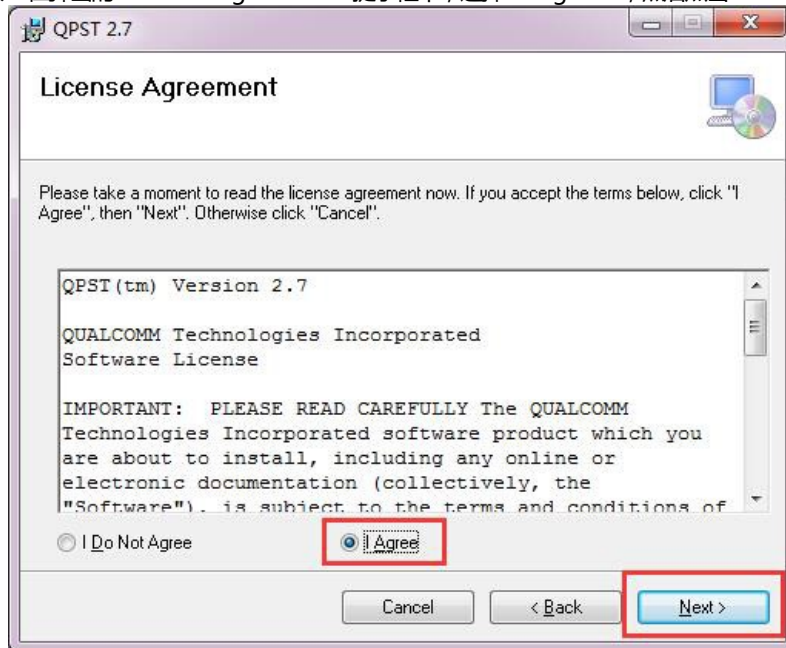 QPST 2.7
License Agreement
Please take a moment to read the license agreement now. If you accept the terms below, click "I
Agree", then "Next". Otherwise click "Cancel".
QPST(tm) Version 2.7
QUALCOMM Technologies Incorporated
Software License
IMPORTANT: PLEASE READ CAREFULLY The QUALCOMM
Technologies Incorporated software product which you
are about to install, including any online or
electronic documentation (collectively, the
"Software"), is subject to the terms and conditions of
I Do Not Agree
I Agree
Cancel
< Back
Next >